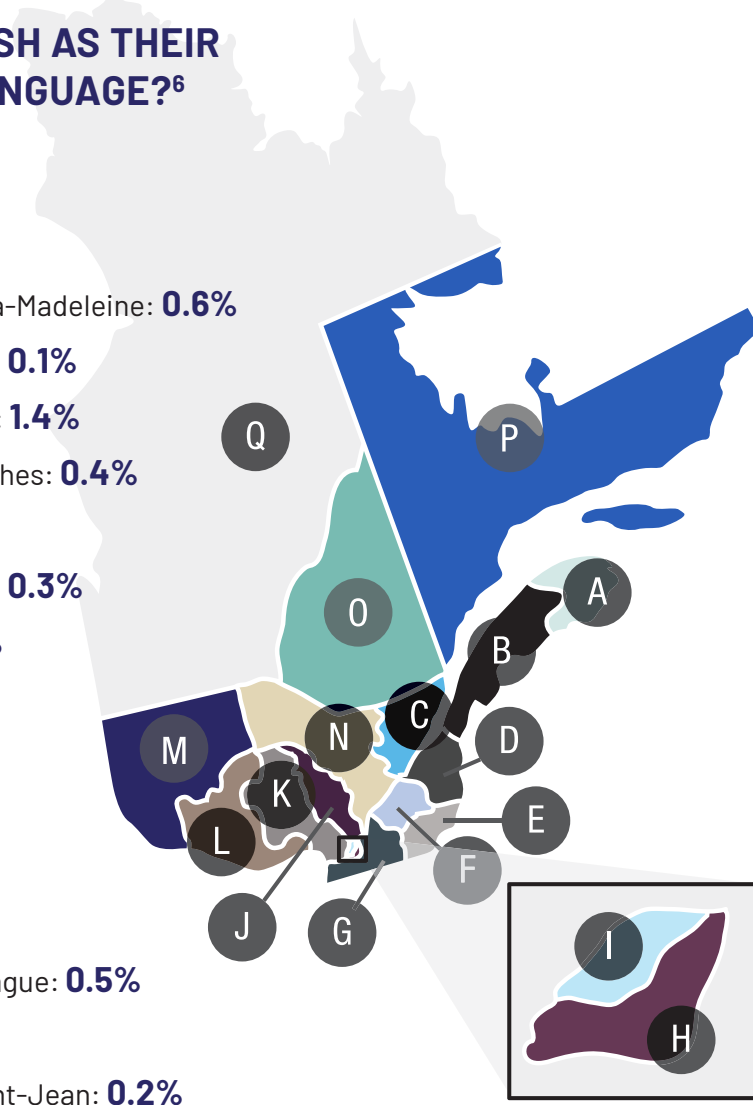 SH AS THEIR
NGUAGE?⁶
a-Madeleine: 0.6%
0.1%
: 1.4%
hes: 0.4%
0.3%
gue: 0.5%
nt-Jean: 0.2%
Q
P
O
A
B
C
D
N
M
K
E
L
F
J
G
I
H